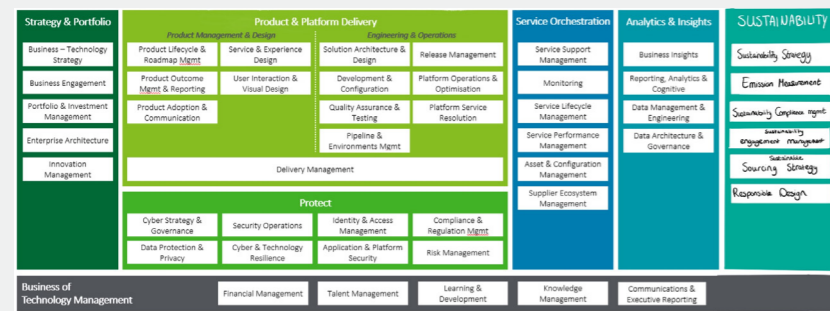 Strategy & Portfolio
Business – Technology
Strategy
Business Engagement
Portfolio & Investment
Management
Enterprise Architecture
Innovation
Management
Product & Platform Delivery
Product Management & Design
Product Lifecycle &
Roadmap Mgmt
Service & Experience
Design
Product Outcome
Mgmt & Reporting
User Interaction &
Visual Design
Product Adoption &
Communication
Engineering & Operations
Solution Architecture &
Design
Release Management
Development &
Configuration
Platform Operations &
Optimisation
Quality Assurance &
Testing
Platform Service
Resolution
Pipeline &
Environments Mgmt
Delivery Management
Protect
Cyber Strategy &
Governance
Security Operations
Identity & Access
Management
Compliance &
Regulation Mgmt
Data Protection &
Privacy
Cyber & Technology
Resilience
Application & Platform
Security
Risk Management
Service Orchestration
Service Support
Management
Monitoring
Service Lifecycle
Management
Service Performance
Management
Asset & Configuration
Management
Supplier Ecosystem
Management
Analytics & Insights
Business Insights
Reporting, Analytics &
Cognitive
Data Management &
Engineering
Data Architecture &
Governance
SUSTAINABILITY
Sustainability Strategy
Emission Measurement
Sustainability Compliance mgmt
Sustainability
engagement management
Sustainable
Sourcing Strategy
Responsible Design
Business of
Technology Management
Financial Management
Talent Management
Learning &
Development
Knowledge
Management
Communications &
Executive Reporting